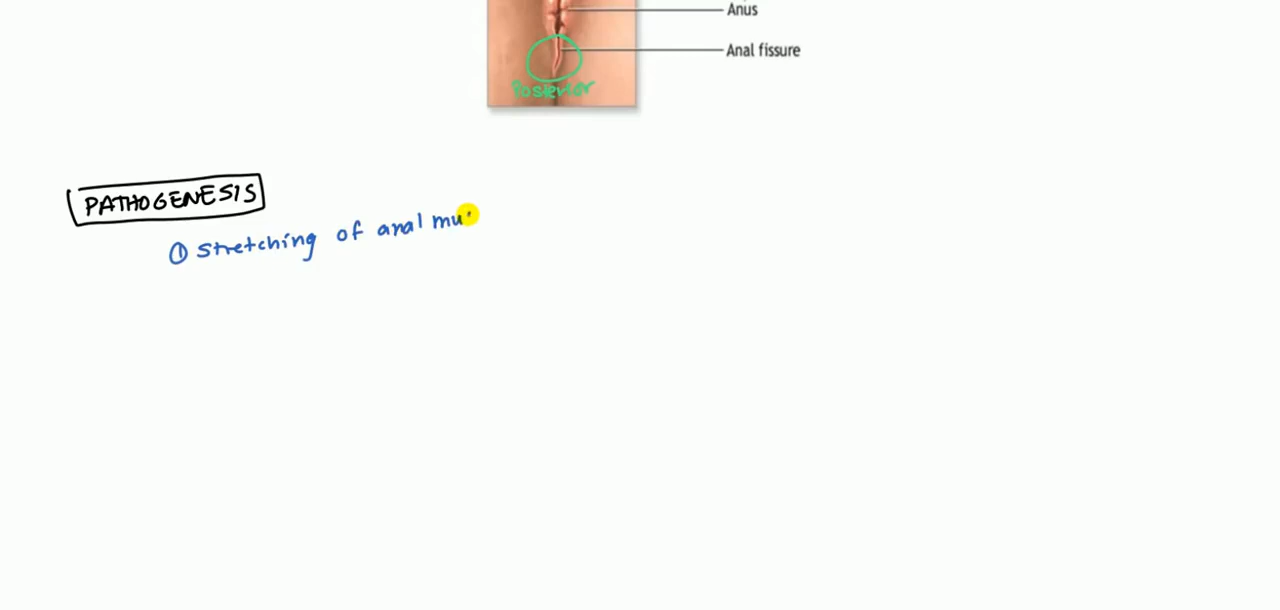 Anus
Anal fissure
Posterior
PATHOGENESIS
① stretching of anal mu